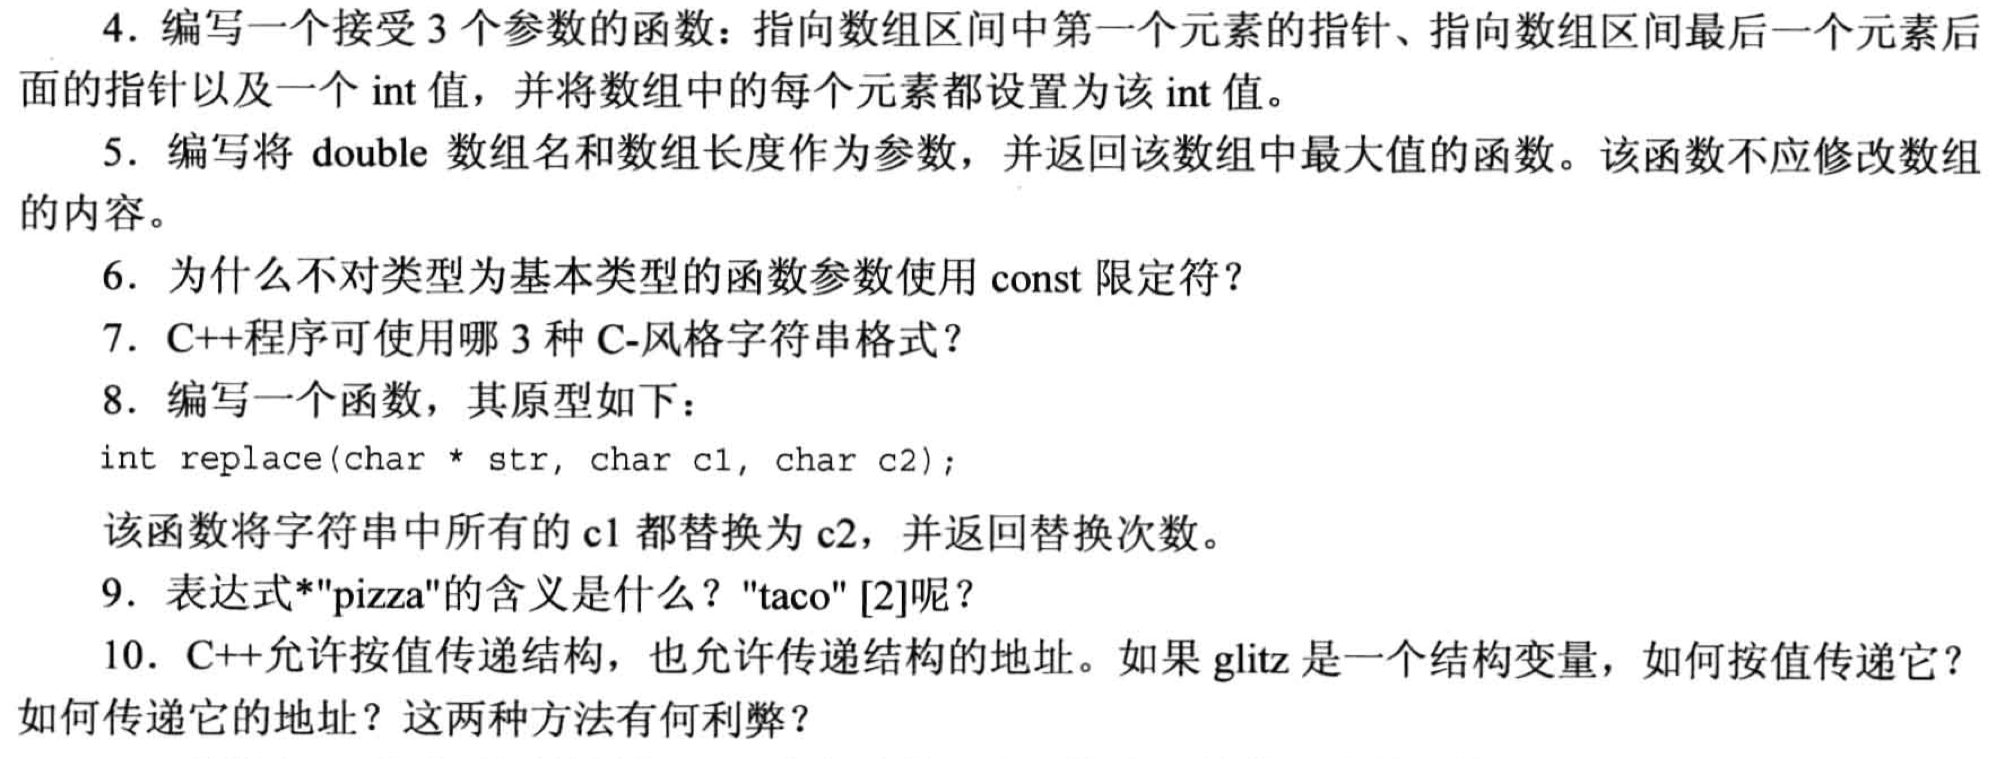 4．编写一个接受 3 个参数的函数：指向数组区间中第一个元素的指针、指向数组区间最后一个元素后
面的指针以及一个 int 值，并将数组中的每个元素都设置为该 int 值。
5．编写将 double 数组名和数组长度作为参数，并返回该数组中最大值的函数。该函数不应修改数组
的内容。
6．为什么不对类型为基本类型的函数参数使用 const 限定符？
7．C++程序可使用哪 3 种 C-风格字符串格式？
8．编写一个函数，其原型如下：
int replace(char * str, char c1, char c2);
该函数将字符串中所有的 c1 都替换为 c2，并返回替换次数。
9．表达式*"pizza"的含义是什么？"taco" [2]呢？
10．C++允许按值传递结构，也允许传递结构的地址。如果 glitz 是一个结构变量，如何按值传递它？
如何传递它的地址？这两种方法有何利弊？